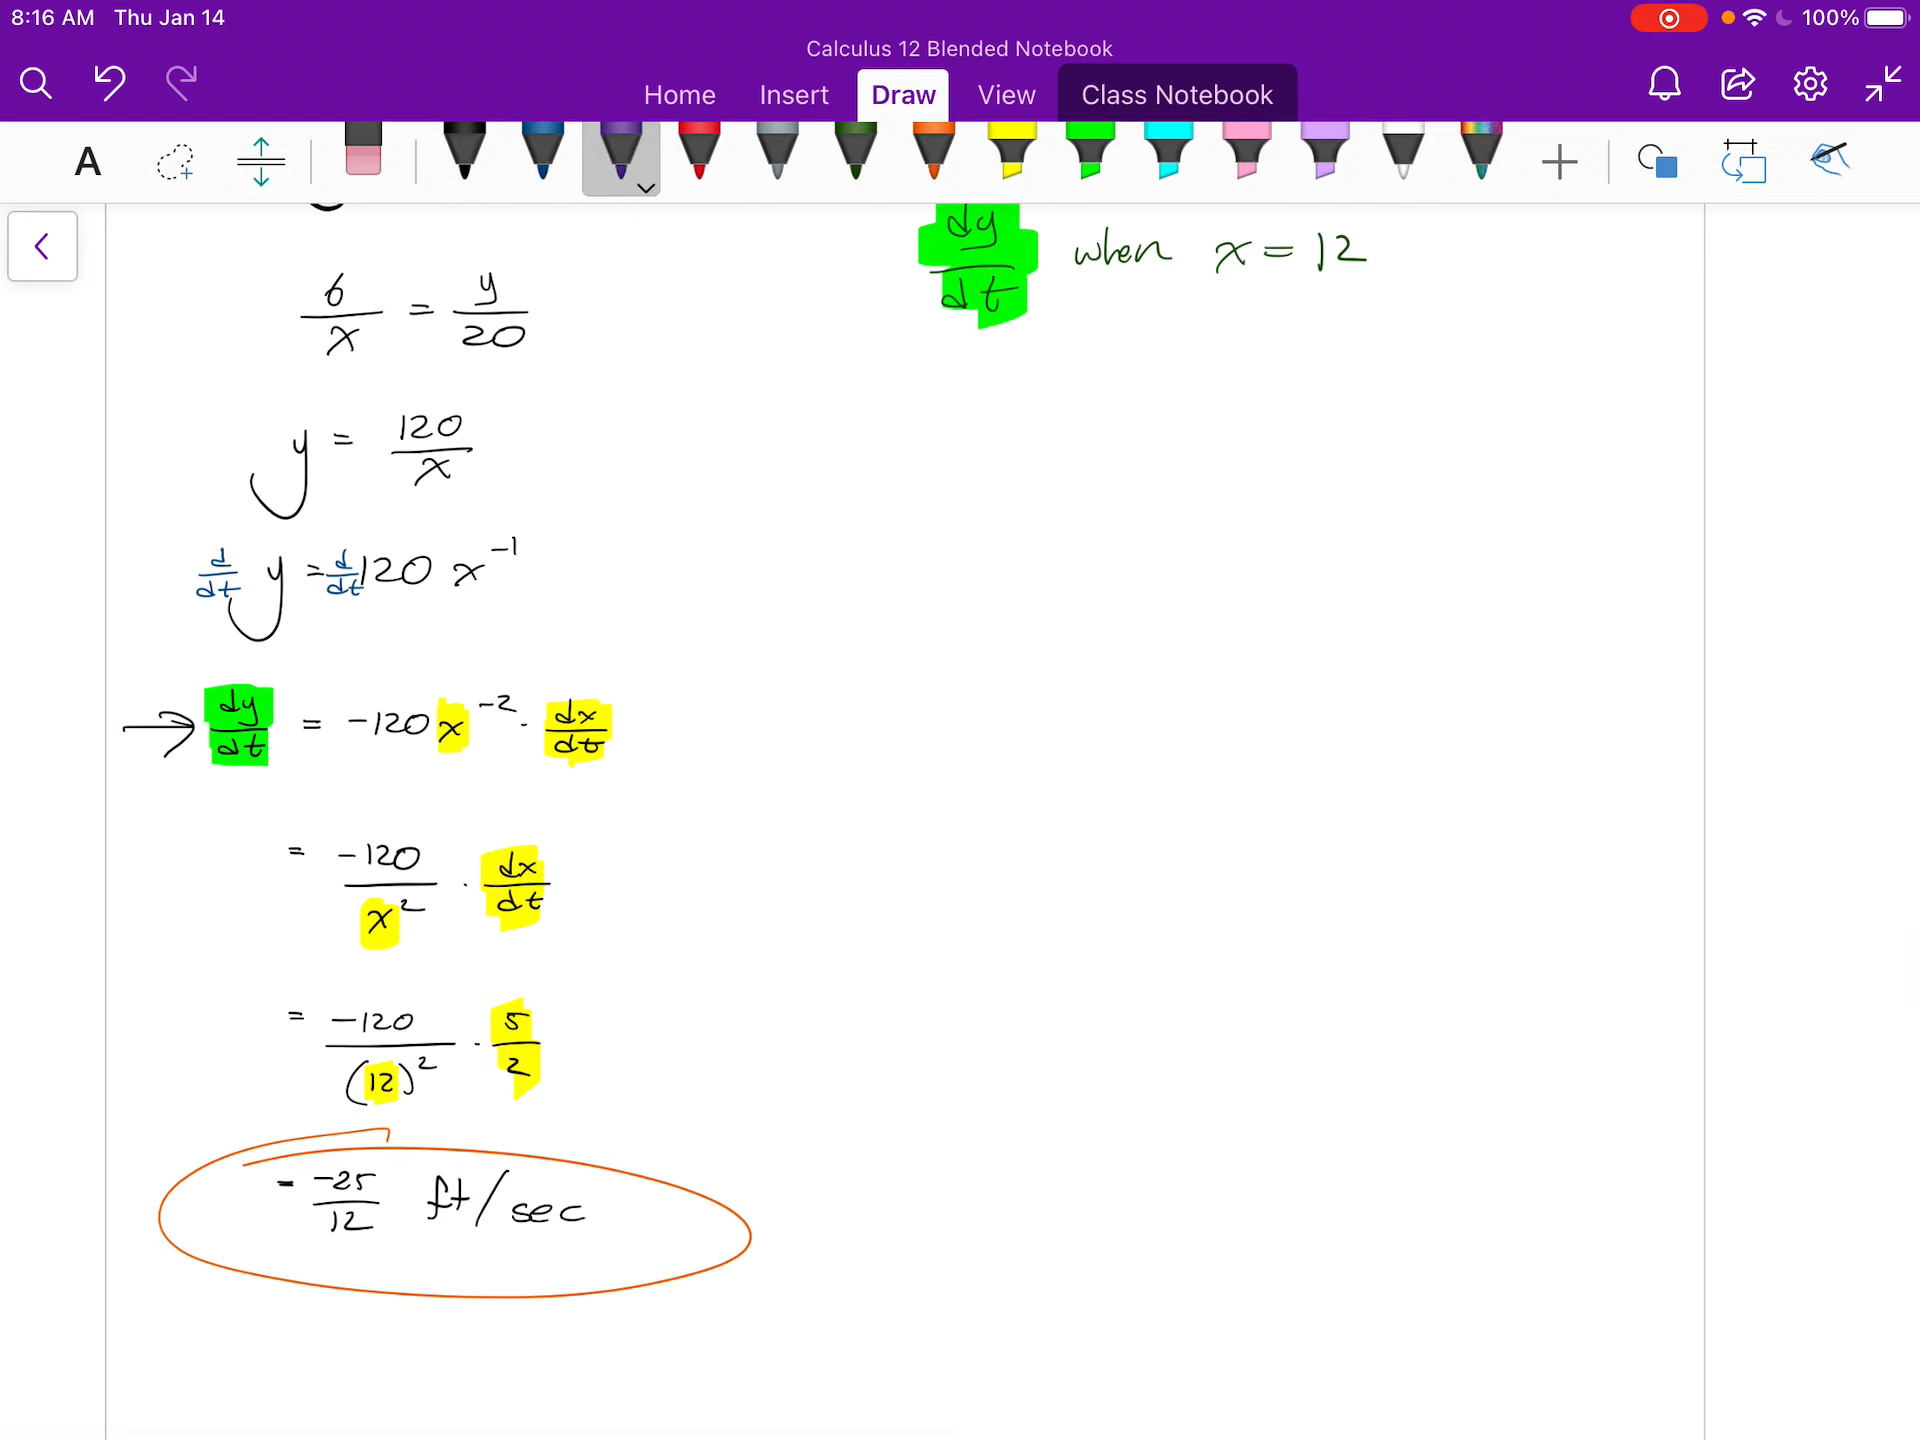 8:16 AM Thu Jan 14 100%
Calculus 12 Blended Notebook
Home Insert Draw View Class Notebook
A
dy/dt when x = 12
6/x = y/20
y = 120/x
d/dt y = d/dt 120 x^-1
→ dy/dt = -120 x^-2 · dx/dt
= -120/x^2 · dx/dt
= -120/(12)^2 · 5/2
= -25/12 ft/sec